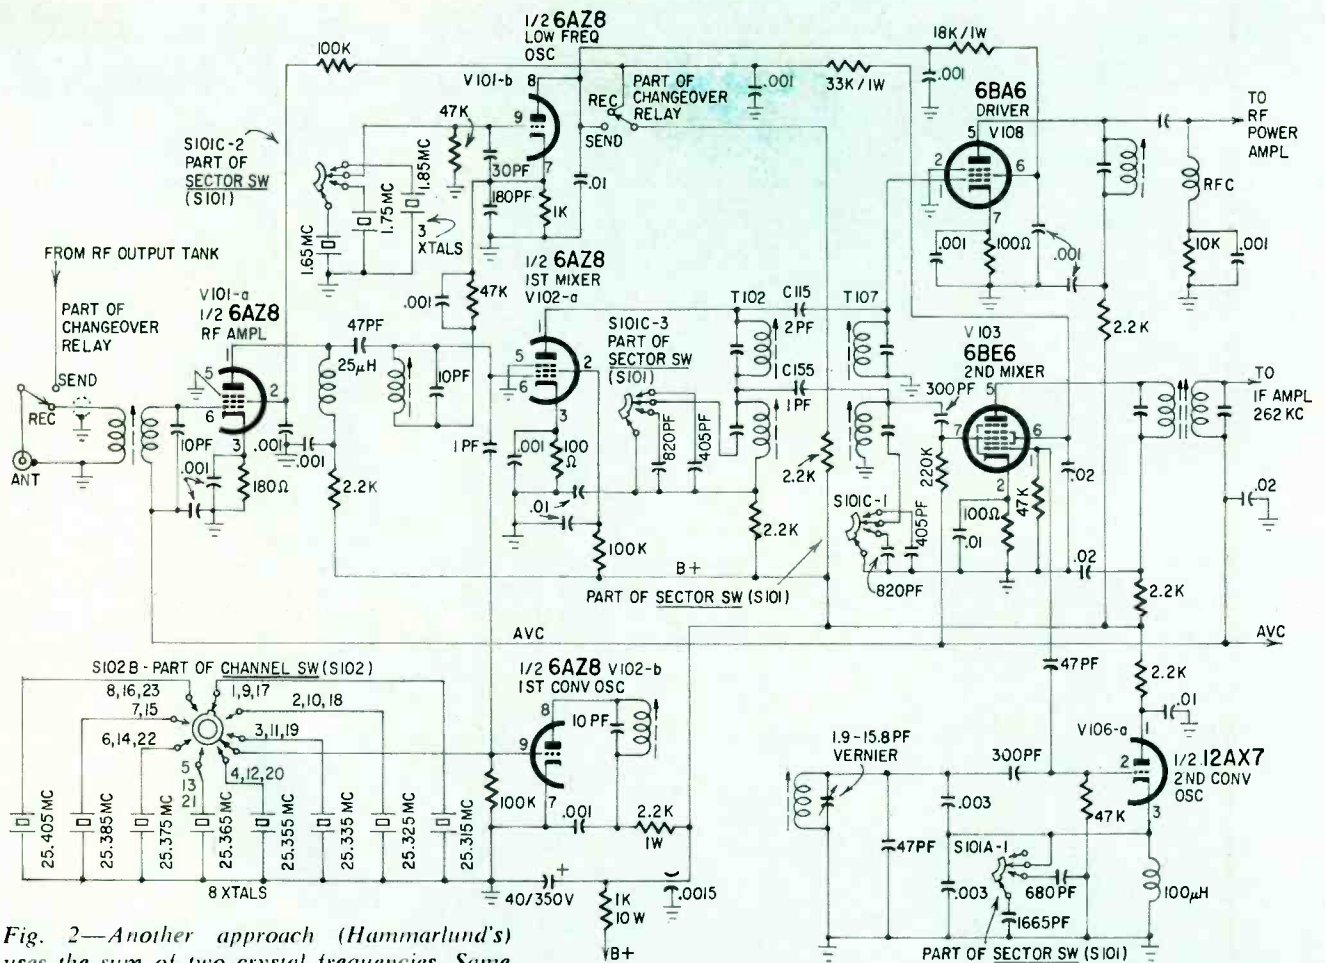 1/2 6AZ8
LOW FREQ
OSC
V101-b
8
9
7
100K
47K
30PF
180PF
1K
.01
REC
SEND
PART OF
CHANGEOVER
RELAY
.001
33K/1W
18K/1W
.001
6BA6
DRIVER
V108
5
2
1
6
7
.001
100Ω
.001
TO
RF
POWER
AMPL
RFC
10K
.001
2.2K
S101C-2
PART OF
SECTOR SW
(S101)
1.65MC
1.75MC
1.85MC
3
XTALS
FROM RF OUTPUT TANK
PART OF
CHANGEOVER
RELAY
SEND
REC
ANT
V101-a
1/2 6AZ8
RF AMPL
1
5
2
6
3
10PF
.001
180Ω
.001
.001
47PF
25μH
2.2K
10PF
.001
47K
1PF
1/2 6AZ8
1ST MIXER
V102-a
1
5
2
6
3
.001
100
Ω
.01
100K
S101C-3
PART OF
SECTOR SW
(S101)
820PF
405PF
T102
C115
2PF
C155
1PF
T107
2.2K
2.2K
B+
PART OF SECTOR SW (S101)
S101C-1
820PF
405PF
V103
6BE6
2ND MIXER
300PF
5
7
6
1
2
220K
100Ω
.01
47K
.02
.02
TO
IF AMPL
262 KC
.02
2.2K
AVC
AVC
S102B-PART OF CHANNEL SW (S102)
8,16,23
1,9,17
7,15
2,10,18
6,14,22
3,11,19
5
13
21
4,12,20
25.405MC
25.385MC
25.375MC
25.365MC
25.355MC
25.335MC
25.325MC
25.315MC
8 XTALS
1/2 6AZ8 V102-b
1ST CONV OSC
8
9
7
10PF
100K
.001
2.2K
1W
40/350V
+
1K
10W
.0015
B+
1.9-15.8PF
VERNIER
47PF
300PF
47PF
.003
.003
S101A-1
680PF
1665PF
PART OF SECTOR SW (S101)
47K
2.2K
.01
V106-a
1
2
3
1/2 12AX7
2ND CONV
OSC
100μH
Fig. 2—Another approach (Hammarlund's)
uses the sum of two crystal frequencies. Same